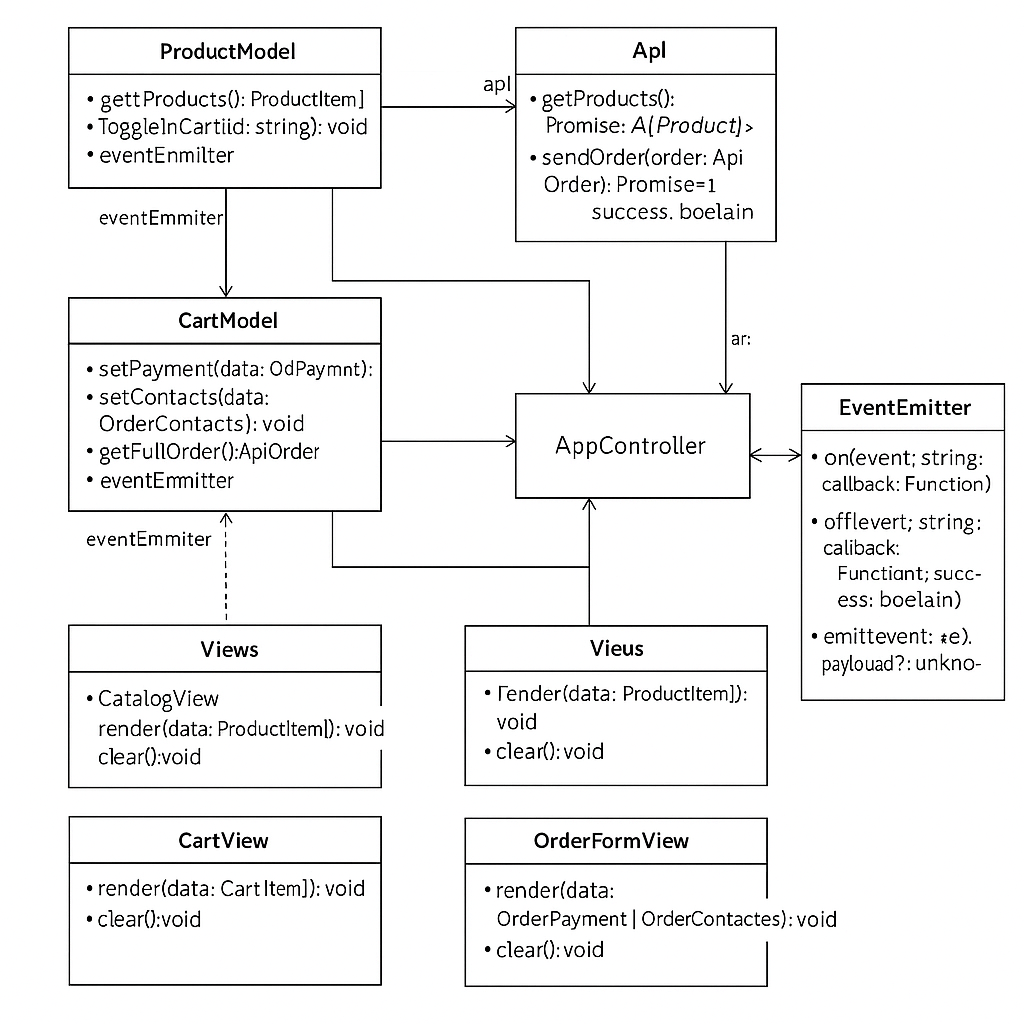 ProductModel
• gettProducts(): ProductItem]
• ToggleInCartiid: string): void
• eventEnmilter
apl
Apl
• getProducts():
Promise: A(Product)>
• sendOrder(order: Api
Order): Promise=1
success. boelain
eventEmmiter
ar:
CartModel
• setPayment(data: OdPaymnt):
• setContacts(data:
OrderContacts): void
• getFullOrder():ApiOrder
• eventEmmitter
AppController
EventEmitter
• on(event; string:
callback: Function)
• offlevert; string:
caliback:
Functiant; succ-
ess: boelain)
• emittevent: *e).
paylouad?: unkno-
eventEmmiter
Views
• CatalogView
render(data: ProductItem[): void
clear():void
Vieus
• Γender(data: ProductItem]):
void
• clear(): void
CartView
• render(data: Cart Item]): void
• clear():void
OrderFormView
• render(data:
OrderPayment | OrderContactes): void
• clear(): void